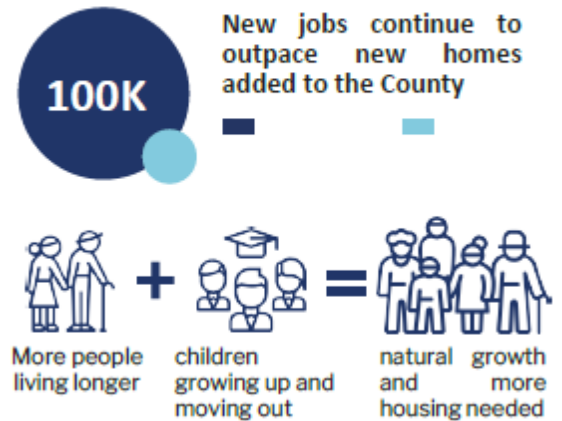 100K
New jobs continue to
outpace new homes
added to the County
More people
living longer
+
children
growing up and
moving out
=
natural growth
and more
housing needed